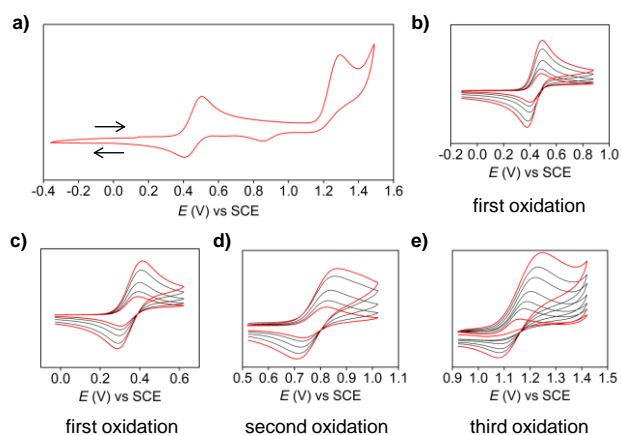 a)
-0.4 0.0 0.2 0.4 0.6 0.8 1.0 1.2 1.4 1.6
E (V) vs SCE
b)
-0.2 0.0 0.2 0.4 0.6 0.8 1.0
E (V) vs SCE
first oxidation
c)
0.0 0.2 0.4 0.6
E (V) vs SCE
first oxidation
d)
0.5 0.6 0.7 0.8 0.9 1.0 1.1
E (V) vs SCE
second oxidation
e)
0.9 1.0 1.1 1.2 1.3 1.4 1.5
E (V) vs SCE
third oxidation